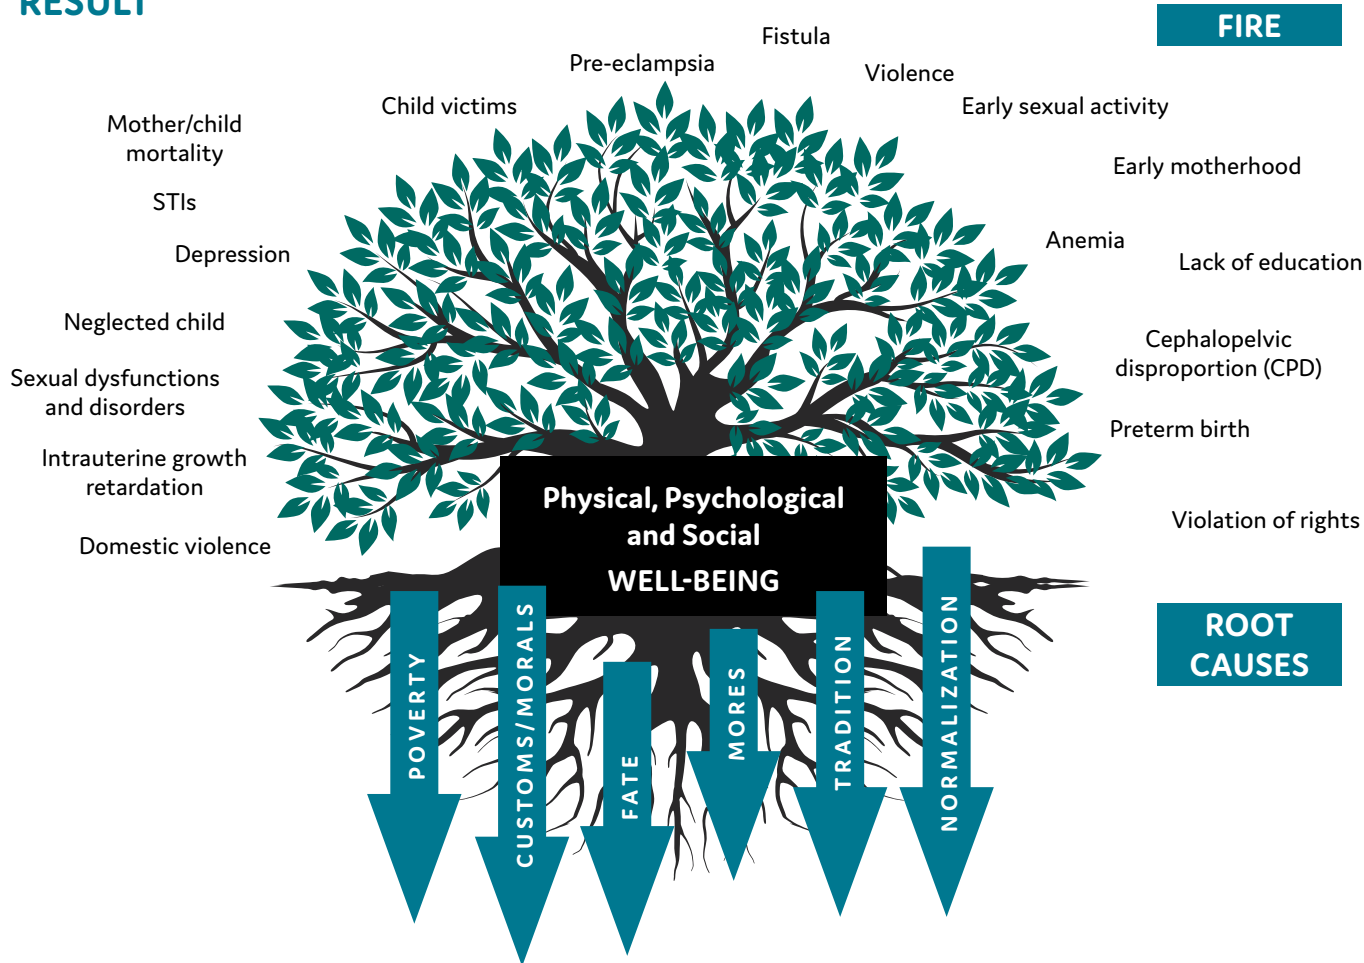 RESULT
FIRE
Fistula
Pre-eclampsia
Violence
Child victims
Early sexual activity
Mother/child
mortality
Early motherhood
STIs
Anemia
Depression
Lack of education
Neglected child
Cephalopelvic
disproportion (CPD)
Sexual dysfunctions
and disorders
Preterm birth
Intrauterine growth
retardation
Violation of rights
Domestic violence
Physical, Psychological
and Social
WELL-BEING
ROOT
CAUSES
POVERTY
CUSTOMS/MORALS
FATE
MORES
TRADITION
NORMALIZATION